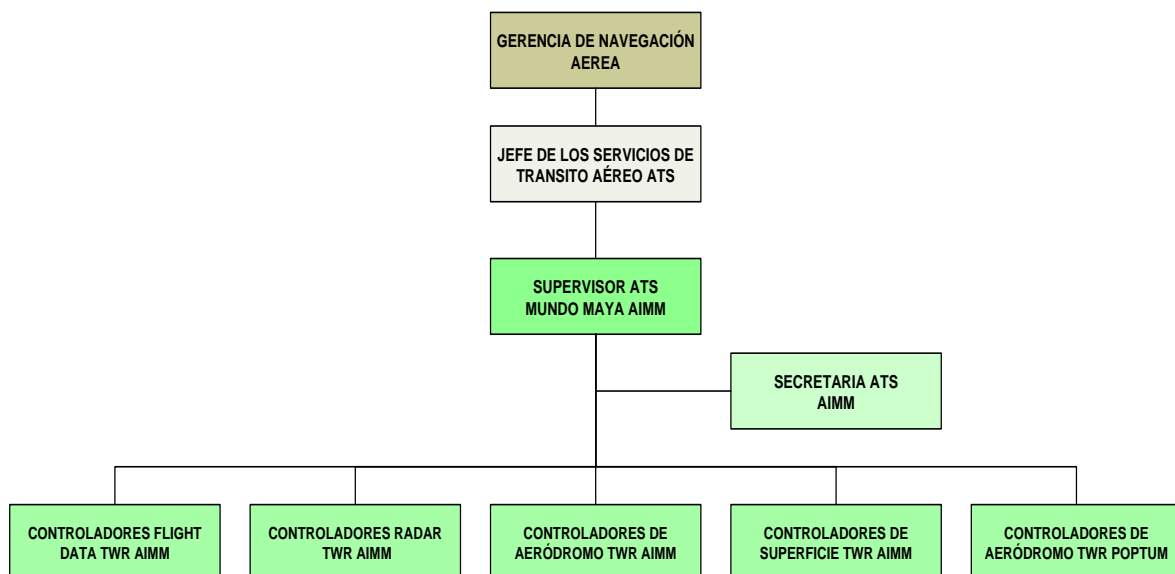 GERENCIA DE NAVEGACIÓN
AEREA
JEFE DE LOS SERVICIOS DE
TRANSITO AÉREO ATS
SUPERVISOR ATS
MUNDO MAYA AIMM
SECRETARIA ATS
AIMM
CONTROLADORES FLIGHT
DATA TWR AIMM
CONTROLADORES RADAR
TWR AIMM
CONTROLADORES DE
AERÓDROMO TWR AIMM
CONTROLADORES DE
SUPERFICIE TWR AIMM
CONTROLADORES DE
AERÓDROMO TWR POPTUM